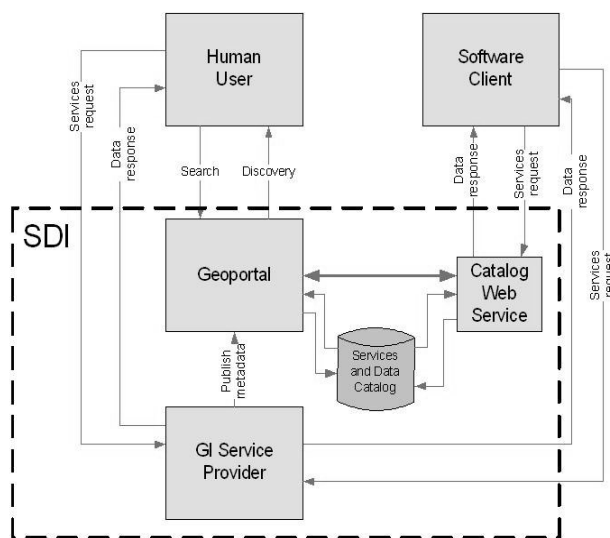 Human
User
Software
Client
Services
request
Data
response
Search
Discovery
Data
response
Services
request
Data
response
Services
request
SDI
Geoportal
Catalog
Web
Service
Services
and Data
Catalog
Publish
metadata
GI Service
Provider